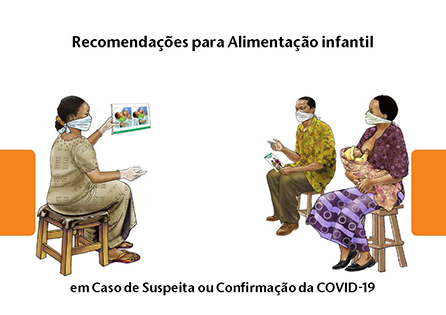 Recomendações para Alimentação infantil
em Caso de Suspeita ou Confirmação da COVID-19